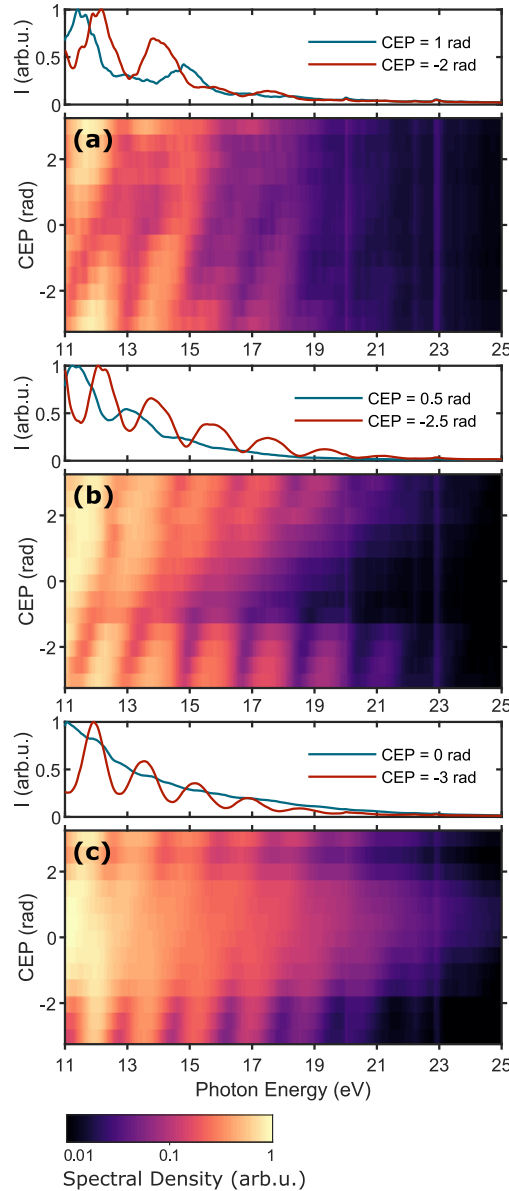 1
CEP = 1 rad
0.5
CEP = -2 rad
0
I (arb.u.)
(a)
2
0
-2
CEP (rad)
11 13 15 17 19 21 23 25
1
CEP = 0.5 rad
0.5
CEP = -2.5 rad
0
I (arb.u.)
(b)
2
0
-2
CEP (rad)
11 13 15 17 19 21 23 25
1
CEP = 0 rad
0.5
CEP = -3 rad
0
I (arb.u.)
(c)
2
0
-2
CEP (rad)
11 13 15 17 19 21 23 25
Photon Energy (eV)
0.01 0.1 1
Spectral Density (arb.u.)